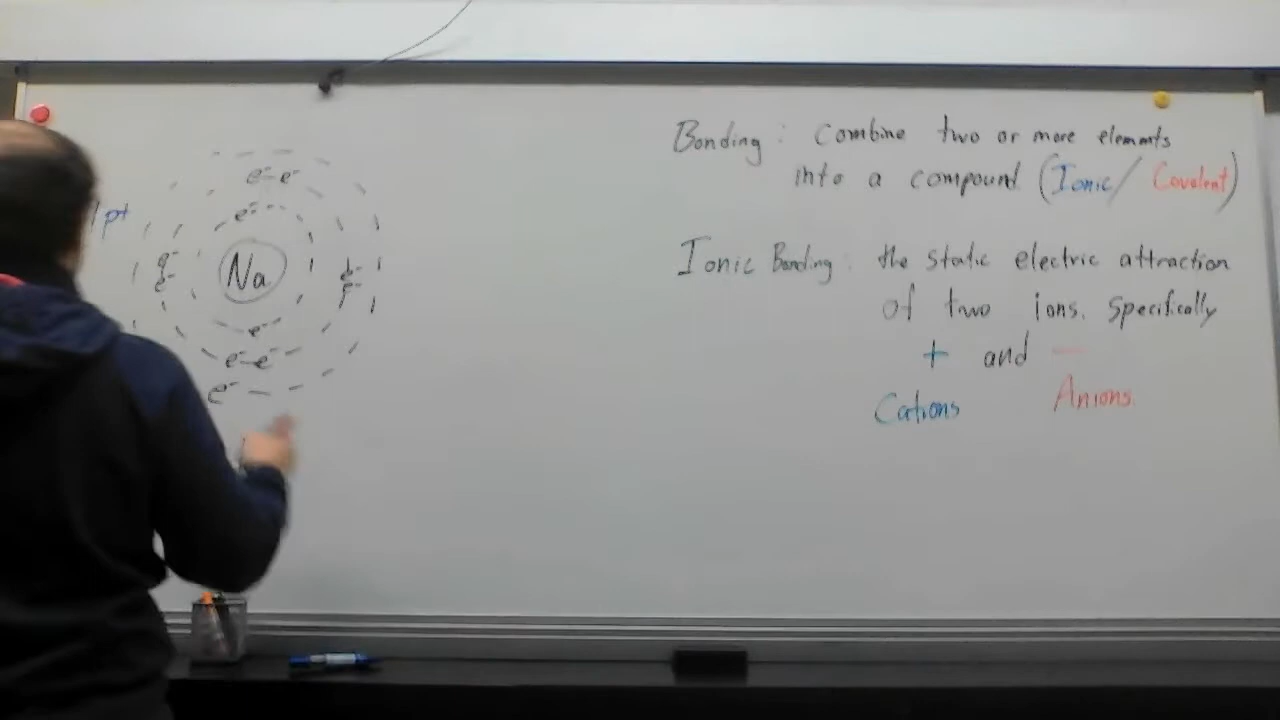 Bonding: Combine two or more elements
into a compound (Ionic/Covalent)
Ionic Bonding: the static electric attraction
of two ions. Specifically
+ and −
Cations Anions.
e⁻ e⁻
e⁻
pt
e⁻
e⁻
Na
e⁻
e⁻ e⁻
e⁻